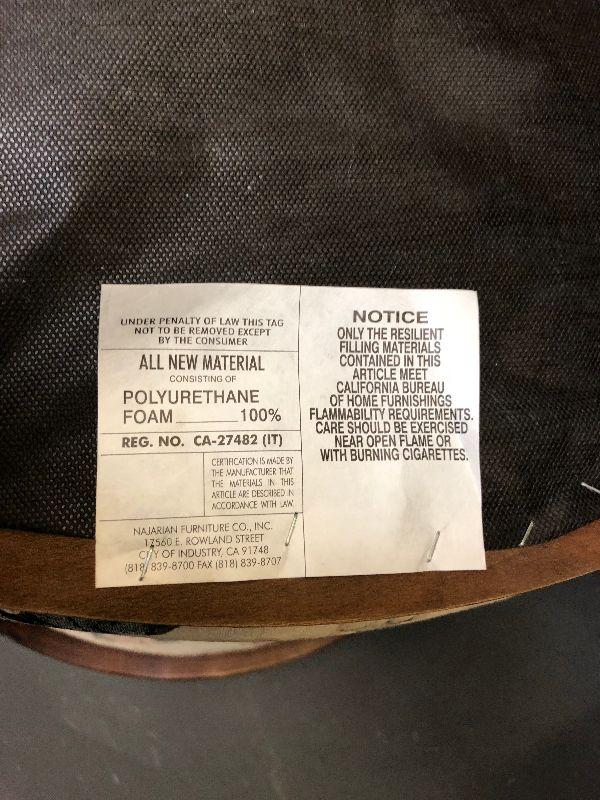 UNDER PENALTY OF LAW THIS TAG
NOT TO BE REMOVED EXCEPT
BY THE CONSUMER
ALL NEW MATERIAL
CONSISTING OF
POLYURETHANE
FOAM________100%
REG. NO. CA-27482 (IT)
CERTIFICATION IS MADE BY
THE MANUFACTURER THAT
THE MATERIALS IN THIS
ARTICLE ARE DESCRIBED IN
ACCORDANCE WITH LAW.
NAJARIAN FURNITURE CO., INC.
17560 E. ROWLAND STREET
CITY OF INDUSTRY, CA 91748
(818) 839-8700 FAX (818) 839-8707
NOTICE
ONLY THE RESILIENT
FILLING MATERIALS
CONTAINED IN THIS
ARTICLE MEET
CALIFORNIA BUREAU
OF HOME FURNISHINGS
FLAMMABILITY REQUIREMENTS.
CARE SHOULD BE EXERCISED
NEAR OPEN FLAME OR
WITH BURNING CIGARETTES.